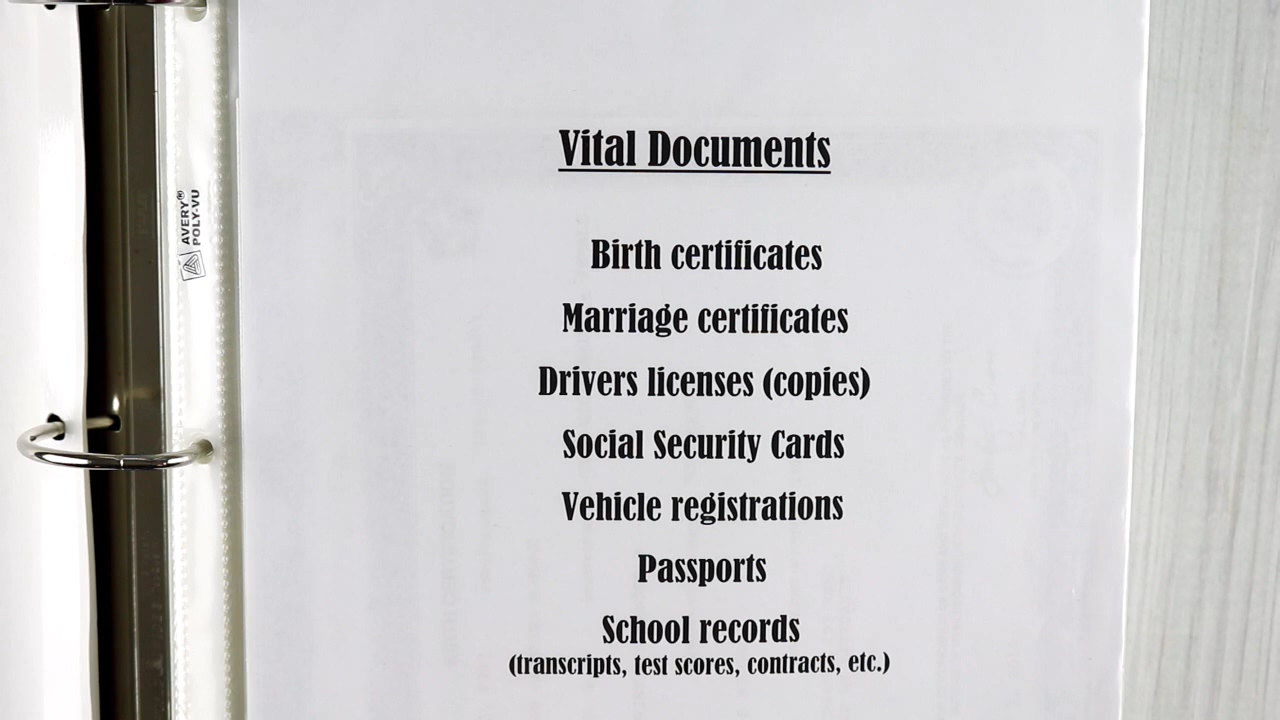 AVERY®
POLY-VU
Vital Documents
Birth certificates
Marriage certificates
Drivers licenses (copies)
Social Security Cards
Vehicle registrations
Passports
School records
(transcripts, test scores, contracts, etc.)